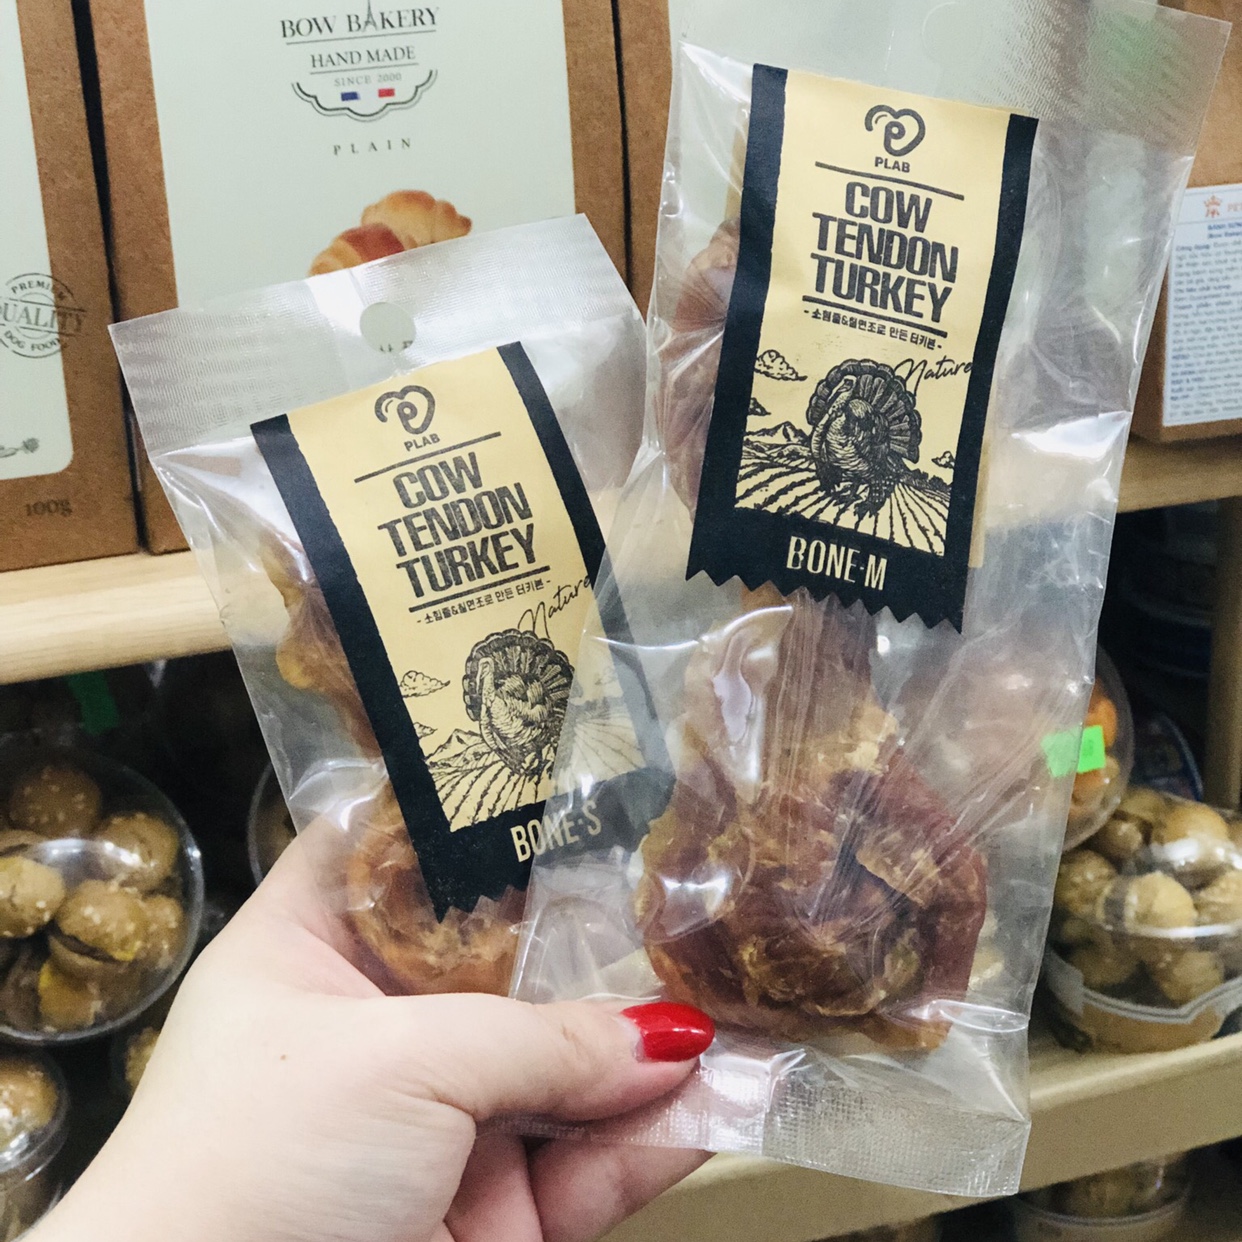 BOW BAKERY
HAND MADE
SINCE 2000
PLAIN
PREMIUM
QUALITY
DOG FOOD
100g
PLAB
COW
TENDON
TURKEY
-소힘줄&칠면조로 만든 터키본-
Nature
BONE-S
PLAB
COW
TENDON
TURKEY
-소힘줄&칠면조로 만든 터키본-
Nature
BONE-M